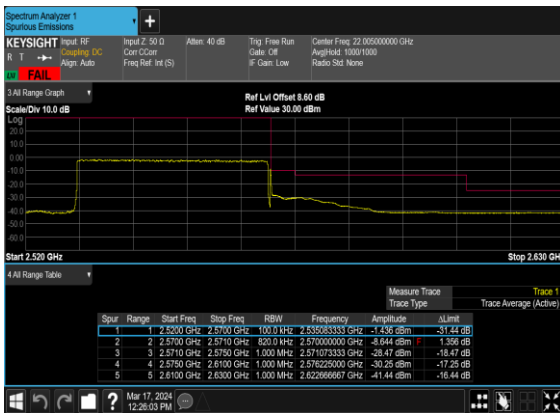 Spectrum Analyzer 1
Spurious Emissions
KEYSIGHT Input: RF Input Z: 50 Ω Atten: 40 dB Trig: Free Run Center Freq: 22.005000000 GHz
R T Coupling: DC Corr CCorr Gate: Off Avg|Hold: 1000/1000
Align: Auto Freq Ref: Int (S) IF Gain: Low Radio Std: None
FAIL
3 All Range Graph
Ref Lvl Offset 8.60 dB
Scale/Div 10.0 dB Ref Value 30.00 dBm
Log
20.0
10.0
0.00
-10.0
-20.0
-30.0
-40.0
-50.0
-60.0
Start 2.520 GHz Stop 2.630 GH
4 All Range Table
Measure Trace Trace 1
Trace Type Trace Average (Active)
Spur Range Start Freq Stop Freq RBW Frequency Amplitude ΔLimit
1 1 2.5200 GHz 2.5700 GHz 100.0 kHz 2.535083333 GHz -1.436 dBm -31.44 dB
2 2 2.5700 GHz 2.5710 GHz 820.0 kHz 2.570000000 GHz -8.644 dBm F 1.356 dB
3 3 2.5710 GHz 2.5750 GHz 1.000 MHz 2.571073333 GHz -28.47 dBm -18.47 dB
4 4 2.5750 GHz 2.6100 GHz 1.000 MHz 2.576225000 GHz -30.25 dBm -17.25 dB
5 5 2.6100 GHz 2.6300 GHz 1.000 MHz 2.622666667 GHz -41.44 dBm -16.44 dB
Mar 17, 2024
12:26:03 PM